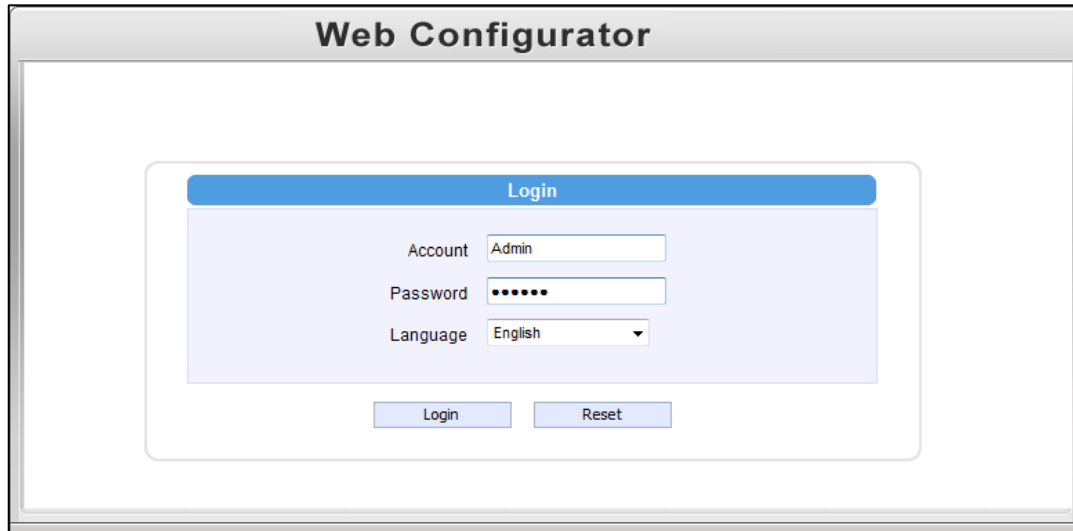 Web Configurator
Login
Account Admin
Password ••••••
Language English
Login Reset